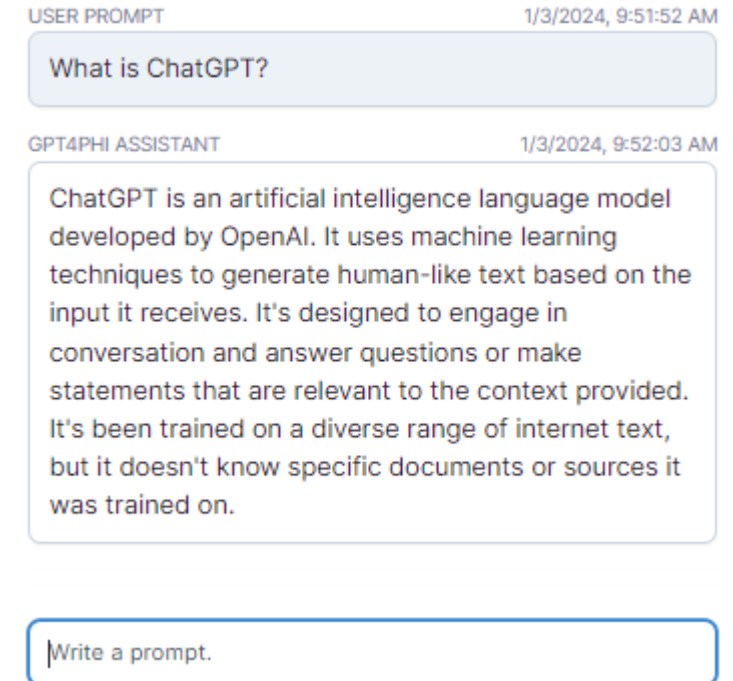 USER PROMPT 1/3/2024, 9:51:52 AM
What is ChatGPT?
GPT4PHI ASSISTANT 1/3/2024, 9:52:03 AM
ChatGPT is an artificial intelligence language model
developed by OpenAI. It uses machine learning
techniques to generate human-like text based on the
input it receives. It's designed to engage in
conversation and answer questions or make
statements that are relevant to the context provided.
It's been trained on a diverse range of internet text,
but it doesn't know specific documents or sources it
was trained on.
Write a prompt.